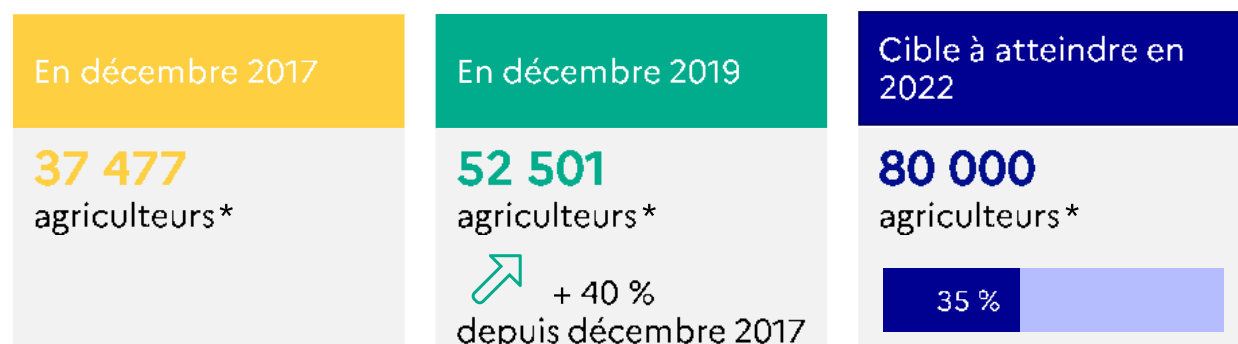 En décembre 2017
37 477
agriculteurs*
En décembre 2019
52 501
agriculteurs*
+ 40 %
depuis décembre 2017
Cible à atteindre en
2022
80 000
agriculteurs*
35 %